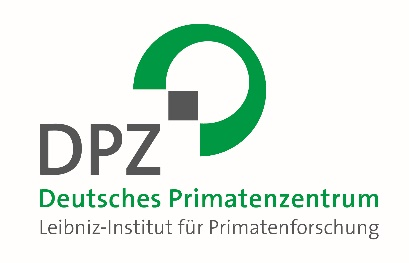 DPZ
Deutsches Primatenzentrum
Leibniz-Institut für Primatenforschung